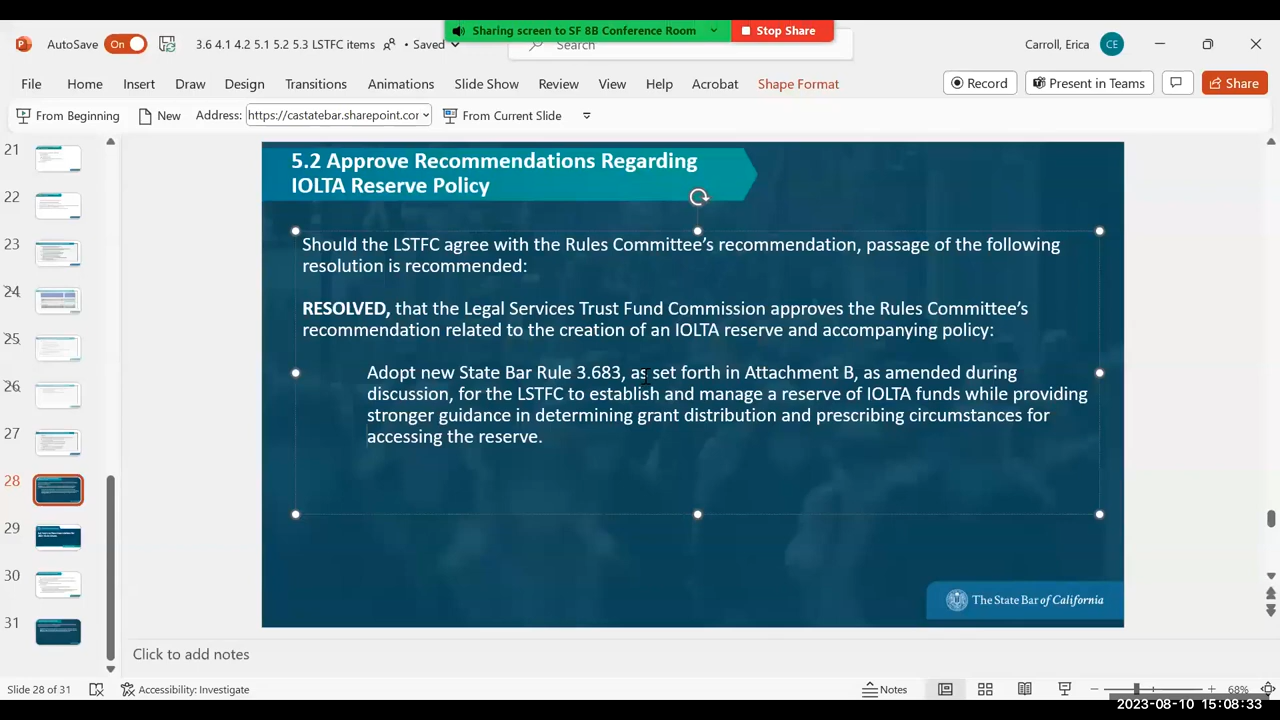 Sharing screen to SF 8B Conference Room
Stop Share
AutoSave On 3.6 4.1 4.2 5.1 5.2 5.3 LSTFC items • Saved Search Carroll, Erica CE
File Home Insert Draw Design Transitions Animations Slide Show Review View Help Acrobat Shape Format Record Present in Teams Share
From Beginning New Address: https://castatebar.sharepoint.cor From Current Slide
21
22
23
24
25
26
27
28
29
30
31
5.2 Approve Recommendations Regarding
IOLTA Reserve Policy
Should the LSTFC agree with the Rules Committee’s recommendation, passage of the following
resolution is recommended:
RESOLVED, that the Legal Services Trust Fund Commission approves the Rules Committee’s
recommendation related to the creation of an IOLTA reserve and accompanying policy:
Adopt new State Bar Rule 3.683, as set forth in Attachment B, as amended during
discussion, for the LSTFC to establish and manage a reserve of IOLTA funds while providing
stronger guidance in determining grant distribution and prescribing circumstances for
accessing the reserve.
The State Bar of California
Click to add notes
Slide 28 of 31 Accessibility: Investigate Notes 68%
2023-08-10 15:08:33